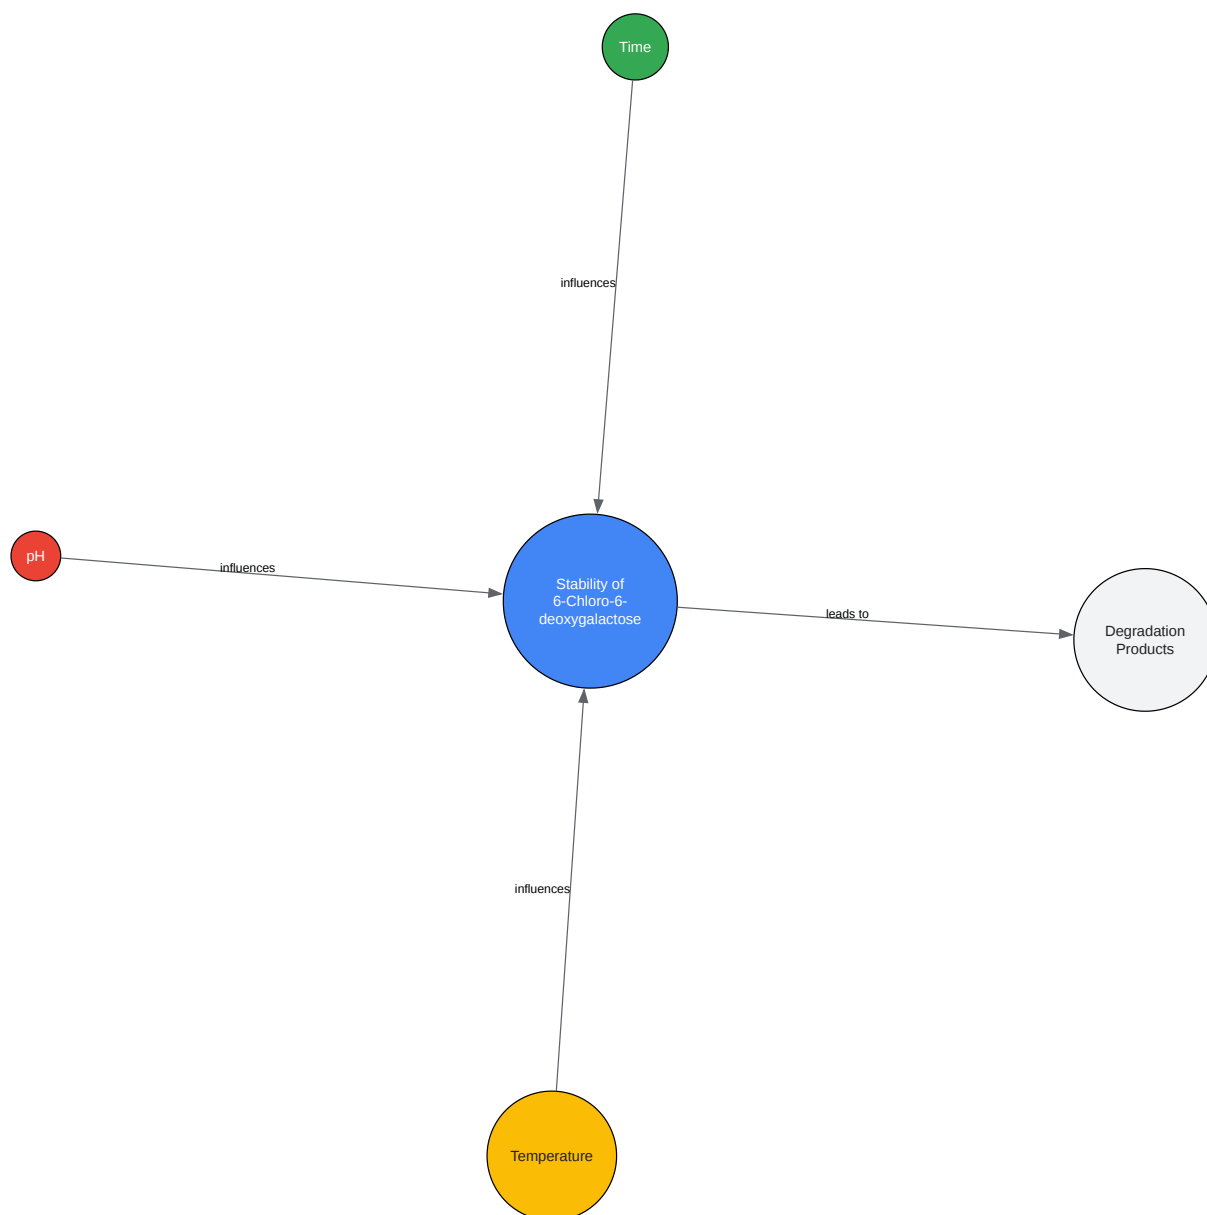 Time
influences
pH
influences
Stability of
6-Chloro-6-
deoxygalactose
leads to
Degradation
Products
influences
Temperature